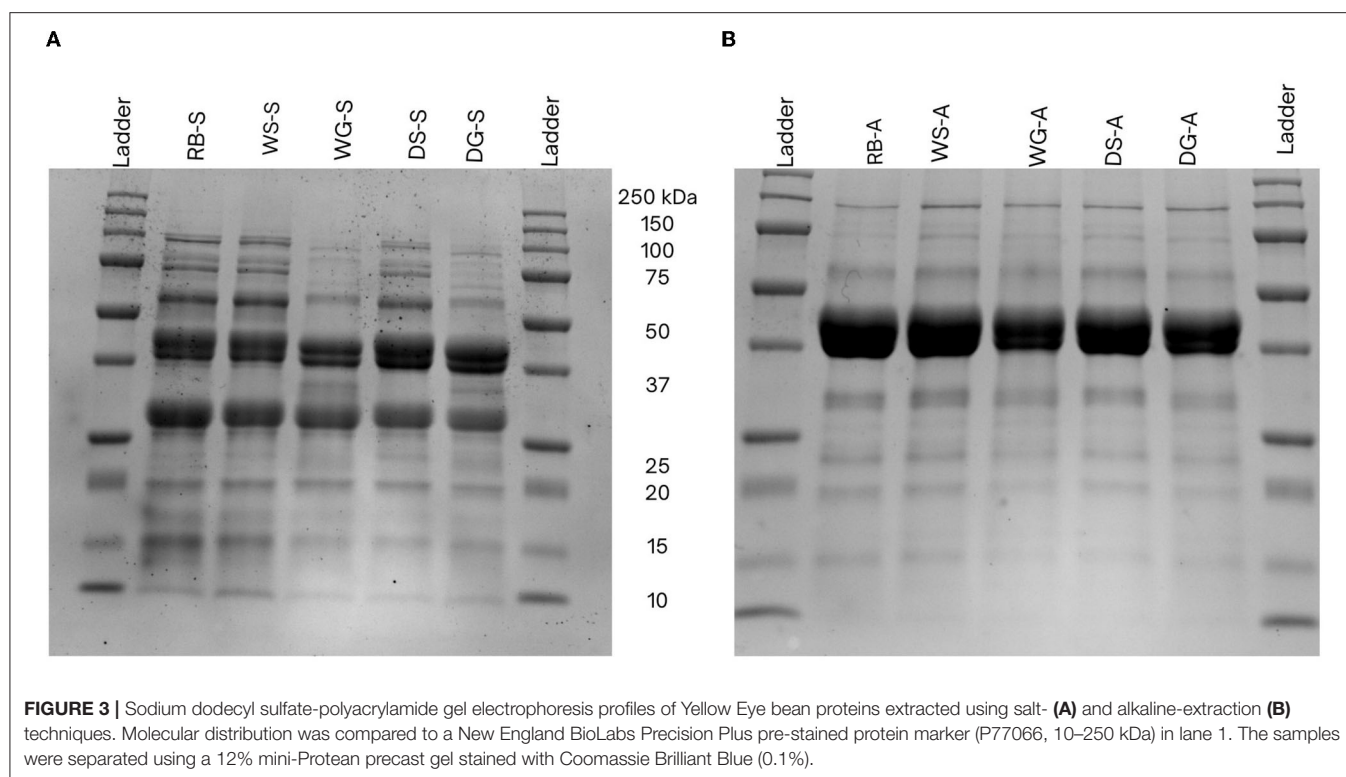 A
B
Ladder
RB-S
WS-S
WG-S
DS-S
DG-S
Ladder
250 kDa
150
100
75
50
37
25
20
15
10
Ladder
RB-A
WS-A
WG-A
DS-A
DG-A
Ladder
FIGURE 3 | Sodium dodecyl sulfate-polyacrylamide gel electrophoresis profiles of Yellow Eye bean proteins extracted using salt- (A) and alkaline-extraction (B)
techniques. Molecular distribution was compared to a New England BioLabs Precision Plus pre-stained protein marker (P77066, 10–250 kDa) in lane 1. The samples
were separated using a 12% mini-Protean precast gel stained with Coomassie Brilliant Blue (0.1%).